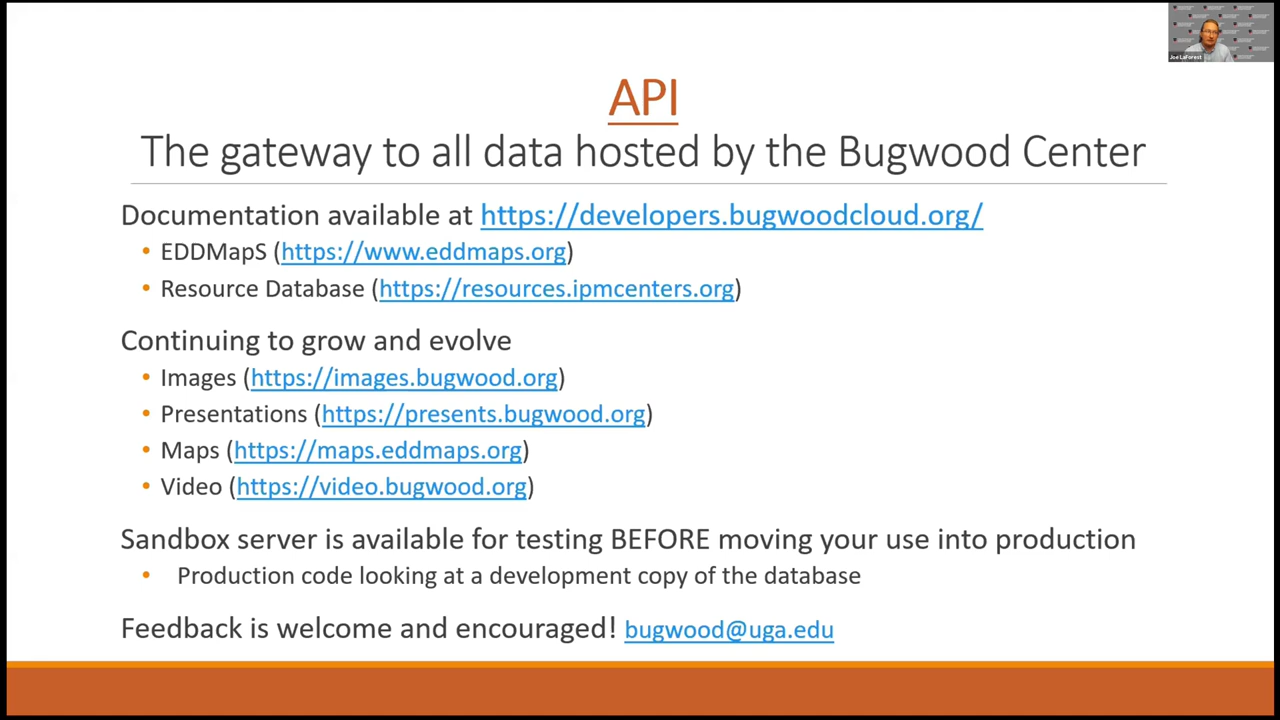 API
The gateway to all data hosted by the Bugwood Center
Documentation available at https://developers.bugwoodcloud.org/
• EDDMapS (https://www.eddmaps.org)
• Resource Database (https://resources.ipmcenters.org)
Continuing to grow and evolve
• Images (https://images.bugwood.org)
• Presentations (https://presents.bugwood.org)
• Maps (https://maps.eddmaps.org)
• Video (https://video.bugwood.org)
Sandbox server is available for testing BEFORE moving your use into production
• Production code looking at a development copy of the database
Feedback is welcome and encouraged! bugwood@uga.edu
Joe LaForest